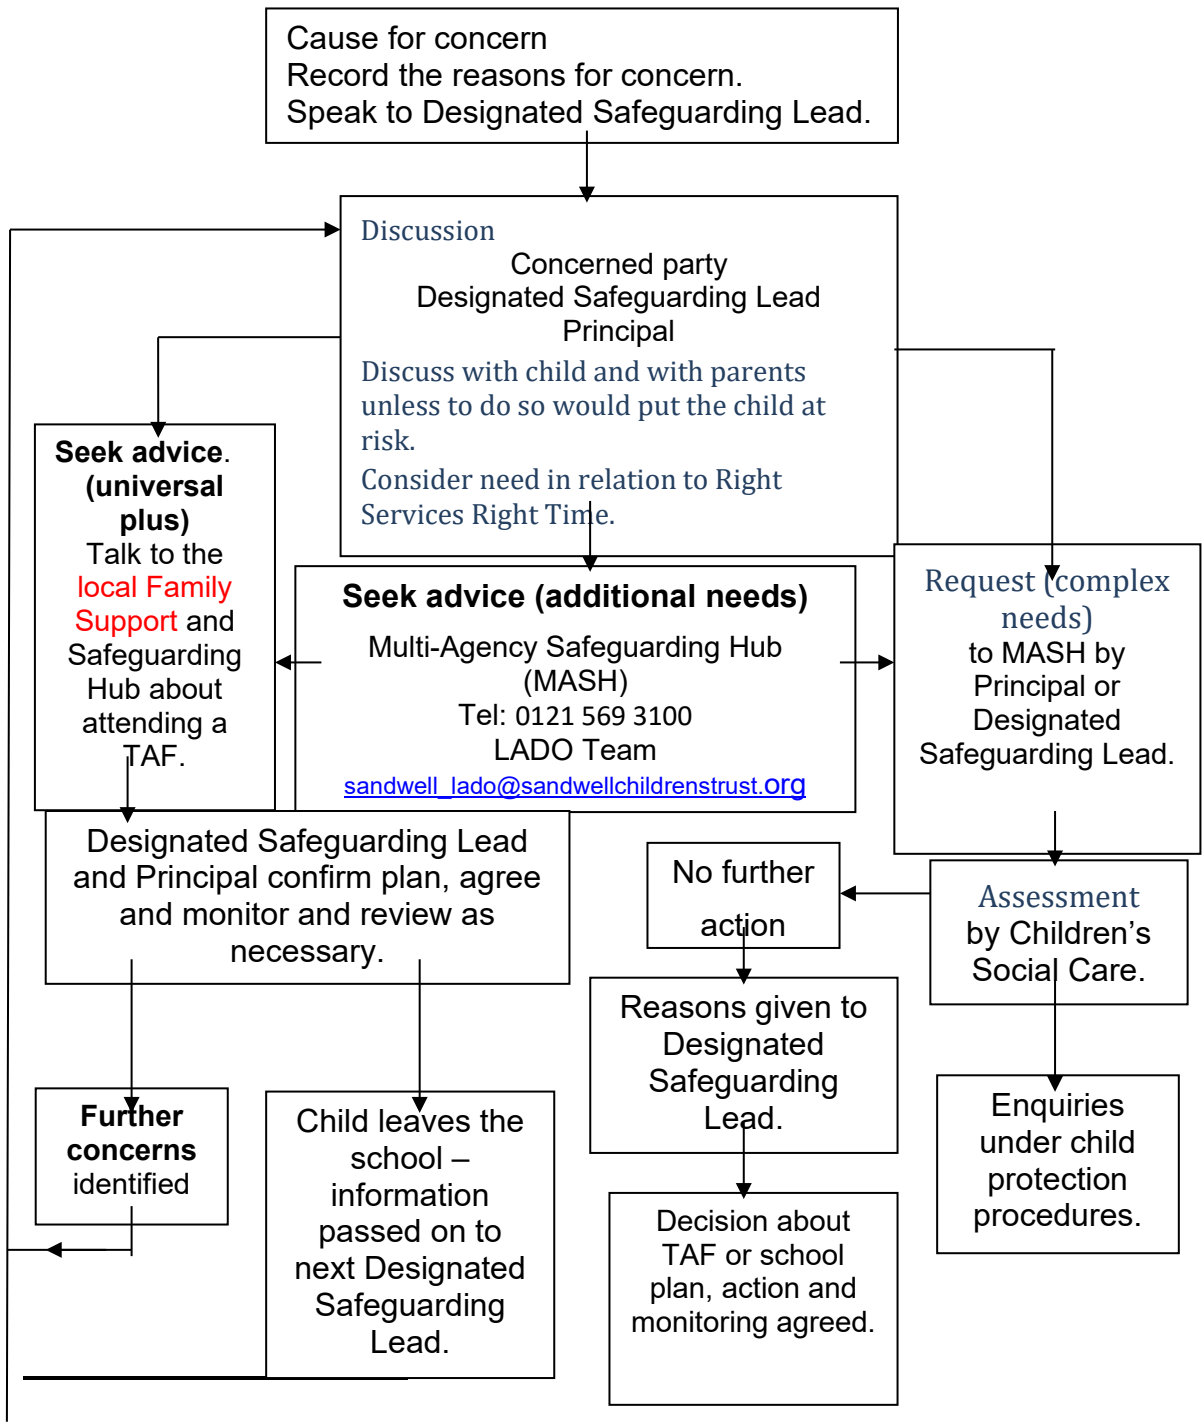 Cause for concern
Record the reasons for concern.
Speak to Designated Safeguarding Lead.
Discussion
Concerned party
Designated Safeguarding Lead
Principal
Discuss with child and with parents
unless to do so would put the child at
risk.
Consider need in relation to Right
Services Right Time.
Seek advice.
(universal
plus)
Talk to the
local Family
Support and
Safeguarding
Hub about
attending a
TAF.
Seek advice (additional needs)
Multi-Agency Safeguarding Hub
(MASH)
Tel: 0121 569 3100
LADO Team
sandwell_lado@sandwellchildrenstrust.org
Request (complex
needs)
to MASH by
Principal or
Designated
Safeguarding Lead.
Designated Safeguarding Lead
and Principal confirm plan, agree
and monitor and review as
necessary.
No further
action
Assessment
by Children’s
Social Care.
Reasons given to
Designated
Safeguarding
Lead.
Further
concerns
identified
Child leaves the
school –
information
passed on to
next Designated
Safeguarding
Lead.
Enquiries
under child
protection
procedures.
Decision about
TAF or school
plan, action and
monitoring agreed.